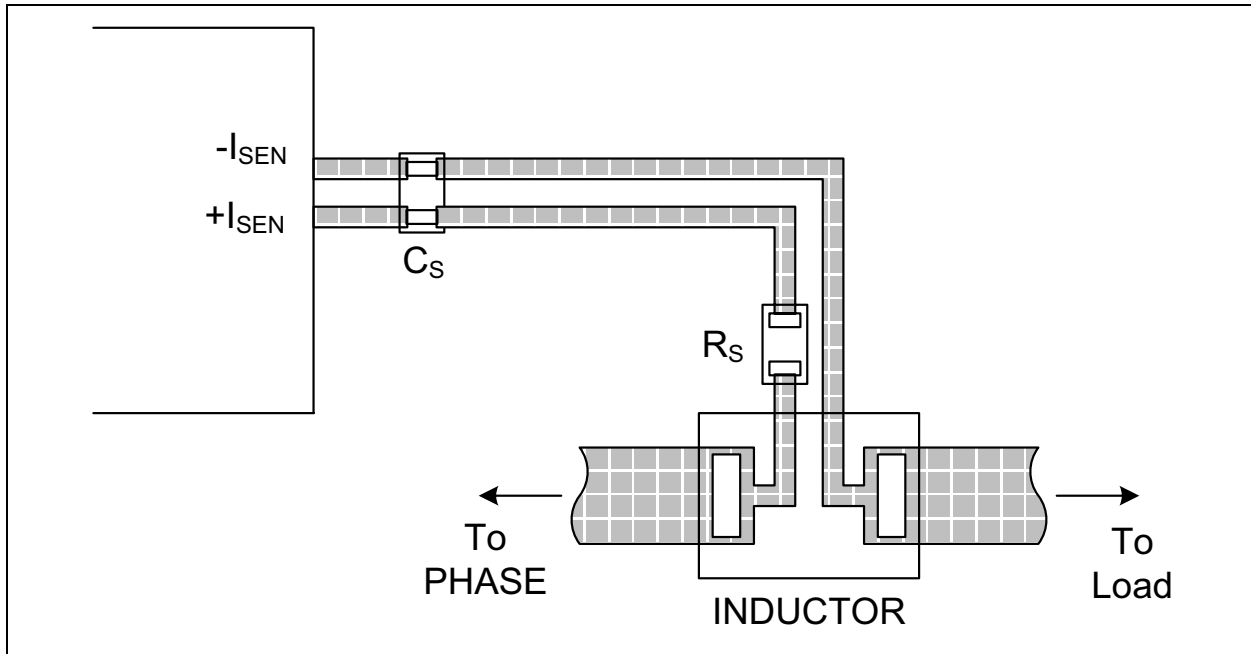 -ISEN
+ISEN
CS
RS
To
PHASE
To
Load
INDUCTOR